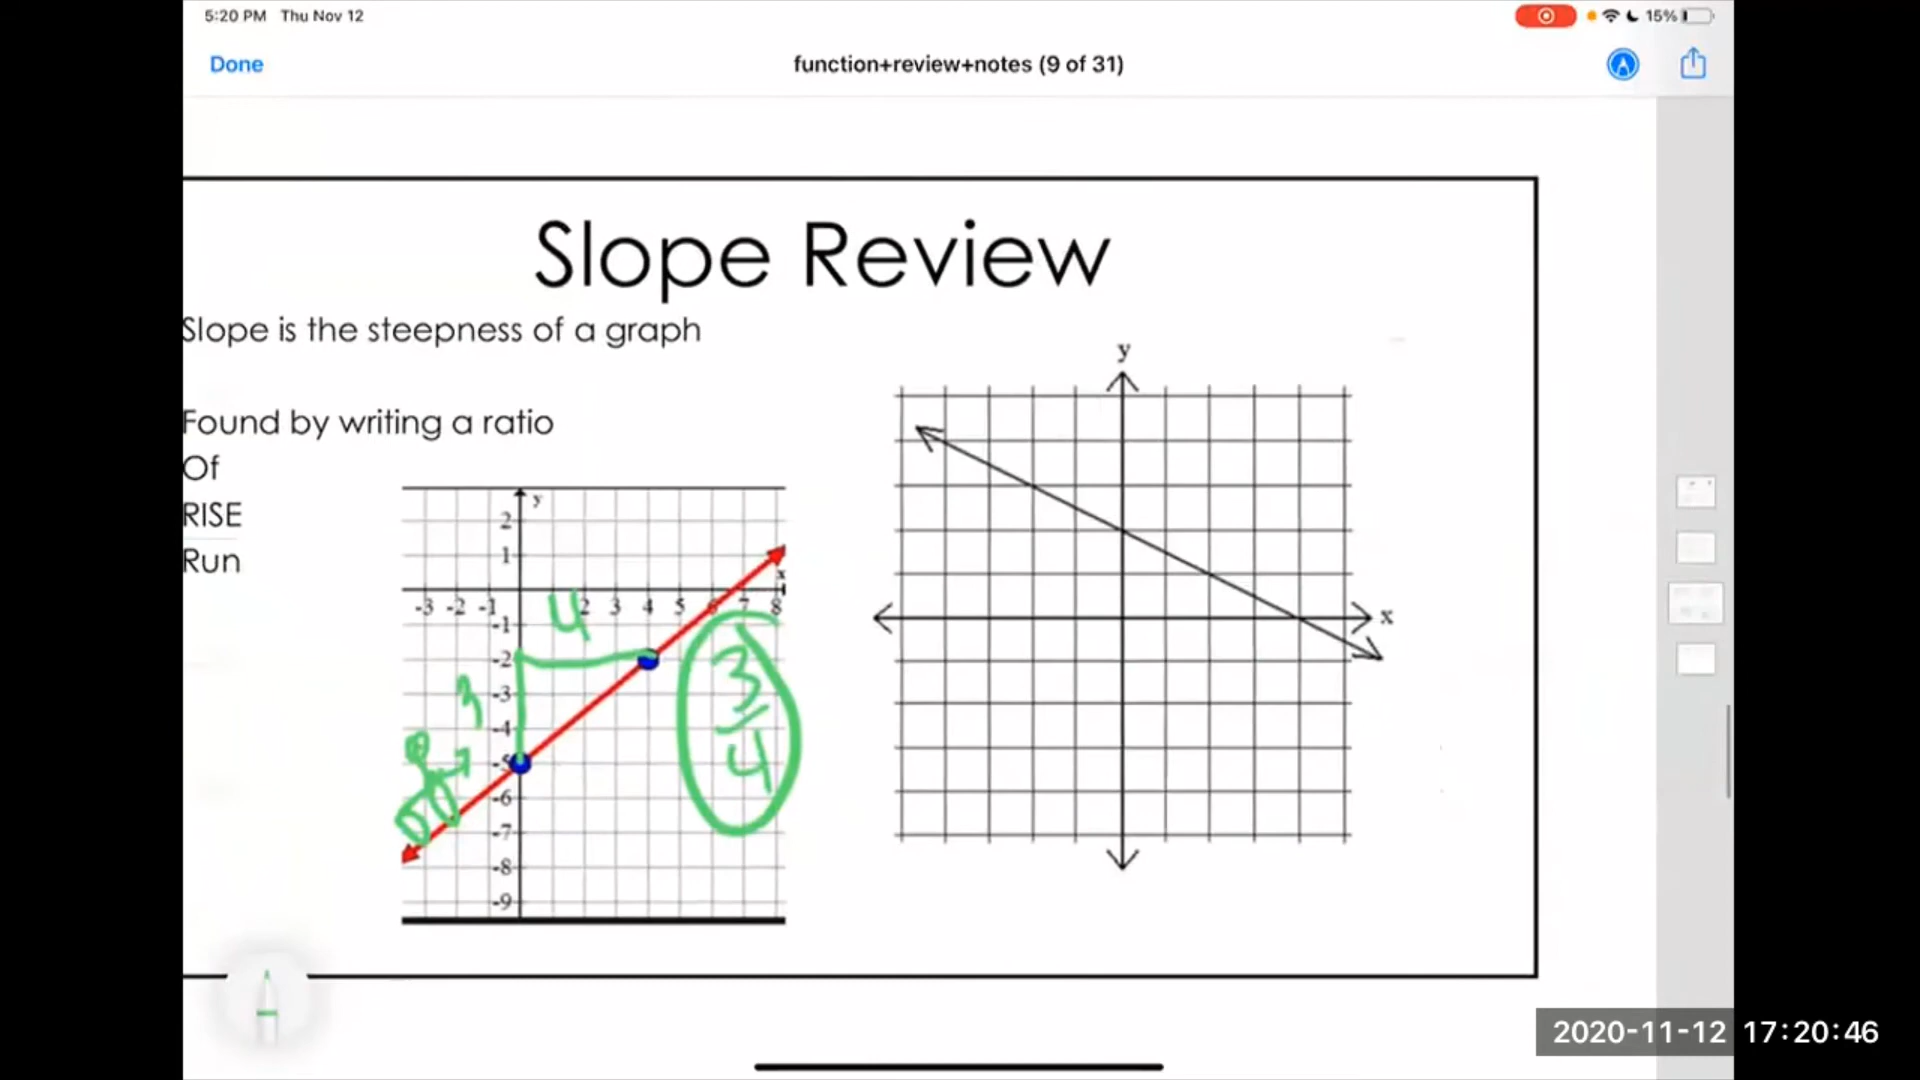 5:20 PM Thu Nov 12
15%
Done
function+review+notes (9 of 31)
Slope Review
Slope is the steepness of a graph
Found by writing a ratio
Of
RISE
Run
y
2
1
x
-3 -2 -1 2 3 4 5 6 7 8
4
-1
-2
3
-3
-4
-5
-6
-7
-8
-9
3
4
y
x
2020-11-12 17:20:46